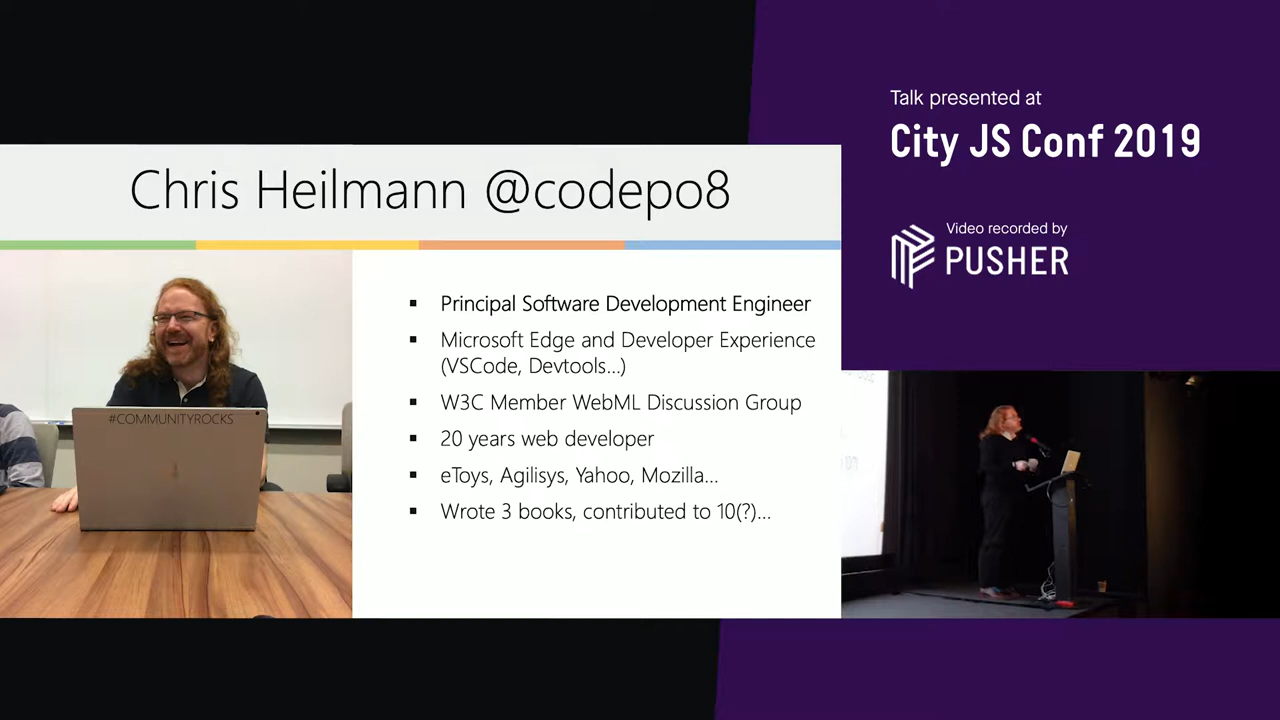 Talk presented at
City JS Conf 2019
Video recorded by
PUSHER
Chris Heilmann @codepo8
#COMMUNITYROCKS
▪ Principal Software Development Engineer
▪ Microsoft Edge and Developer Experience
(VSCode, Devtools...)
▪ W3C Member WebML Discussion Group
▪ 20 years web developer
▪ eToys, Agilisys, Yahoo, Mozilla...
▪ Wrote 3 books, contributed to 10(?)...